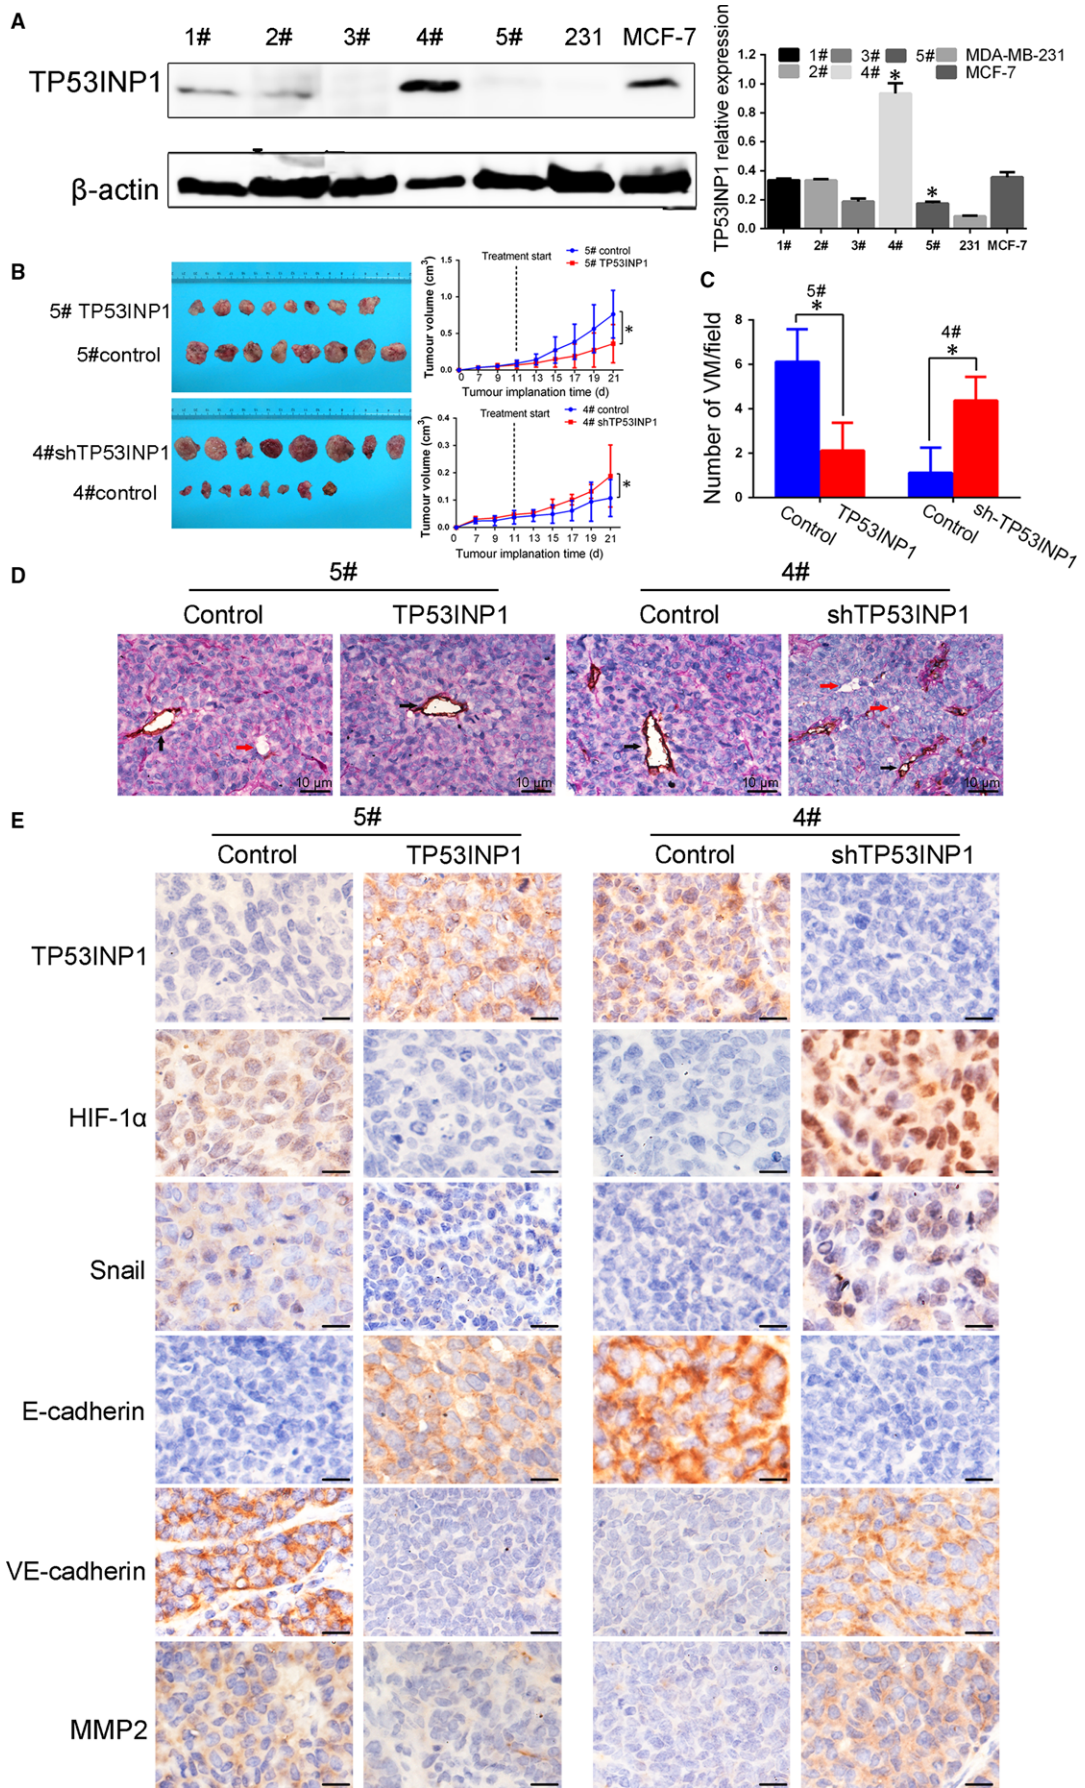 A
1# 2# 3# 4# 5# 231 MCF-7
TP53INP1
β-actin
TP53INP1 relative expression
1.2
1.0
0.8
0.6
0.4
0.2
0.0
1# 3# 5# MDA-MB-231
2# 4# MCF-7
*
*
1# 2# 3# 4# 5# 231 MCF-7
B
5# TP53INP1
5#control
4#shTP53INP1
4#control
Tumour volume (cm3)
1.5
1.0
0.5
0.0
Treatment start
5# control
5# TP53INP1
*
0 7 9 11 13 15 17 19 21
Tumour implanation time (d)
Tumour volume (cm3)
0.4
0.3
0.2
0.1
0.0
Treatment start
4# control
4# shTP53INP1
*
0 7 9 11 13 15 17 19 21
Tumour implanation time (d)
C
Number of VM/field
8
6
4
2
0
5#
*
4#
*
Control
TP53INP1
Control
sh-TP53INP1
D
5# 4#
Control TP53INP1 Control shTP53INP1
10 μm 10 μm 10 μm 10 μm
E
5# 4#
Control TP53INP1 Control shTP53INP1
TP53INP1
HIF-1α
Snail
E-cadherin
VE-cadherin
MMP2